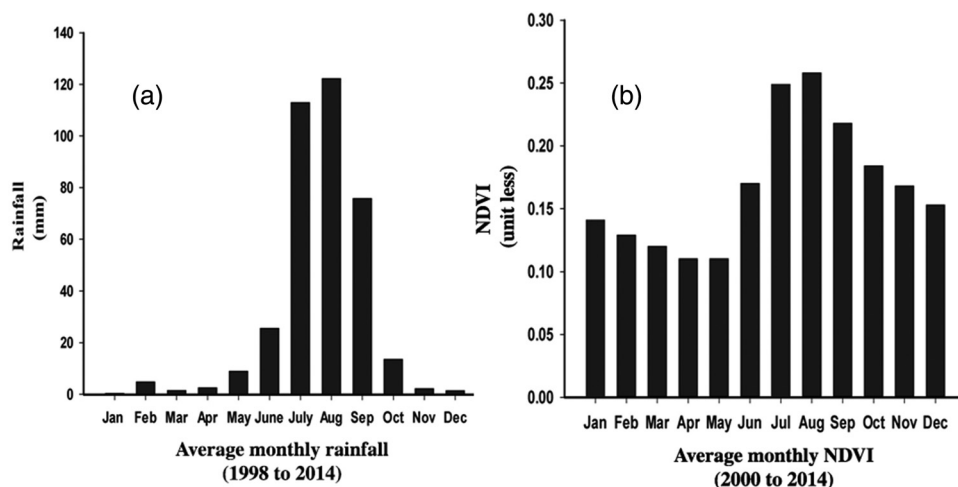 (a)
Rainfall
(mm)
140
120
100
80
60
40
20
0
Jan Feb Mar Apr May June July Aug Sep Oct Nov Dec
Average monthly rainfall
(1998 to 2014)
(b)
NDVI
(unit less)
0.30
0.25
0.20
0.15
0.10
0.05
0.00
Jan Feb Mar Apr May Jun Jul Aug Sep Oct Nov Dec
Average monthly NDVI
(2000 to 2014)